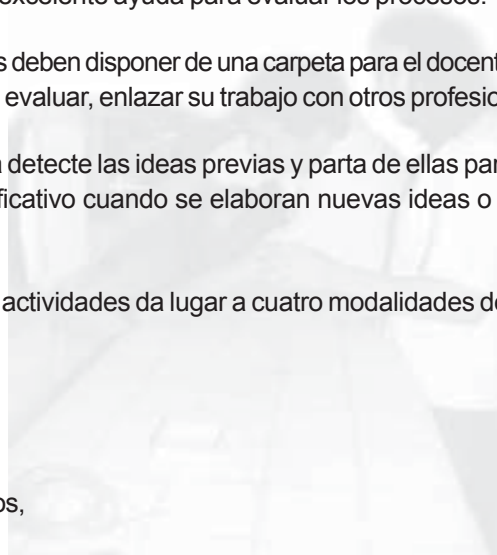 excelente ayuda para evaluar los procesos.
s deben disponer de una carpeta para el docent
evaluar, enlazar su trabajo con otros profesio
detecte las ideas previas y parta de ellas par
ficativo cuando se elaboran nuevas ideas o
actividades da lugar a cuatro modalidades de
os,